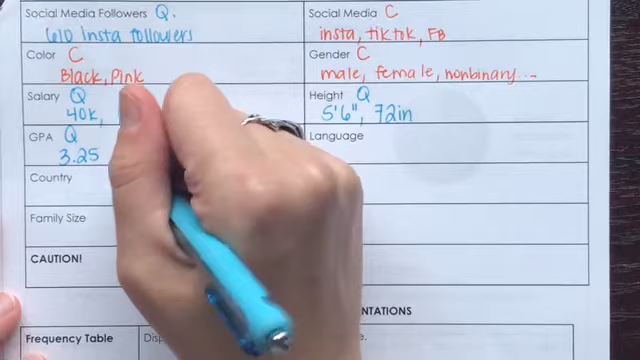 Social Media Followers Q.
610 Insta followers
Social Media C
insta, tiktok, FB
Color C
Black, Pink
Gender C
male, female, nonbinary...
Salary Q
40k,
Height Q
5'6", 72in
GPA Q
3.25
Language
Country
Family Size
CAUTION!
NTATIONS
Frequency Table
Disp
e.